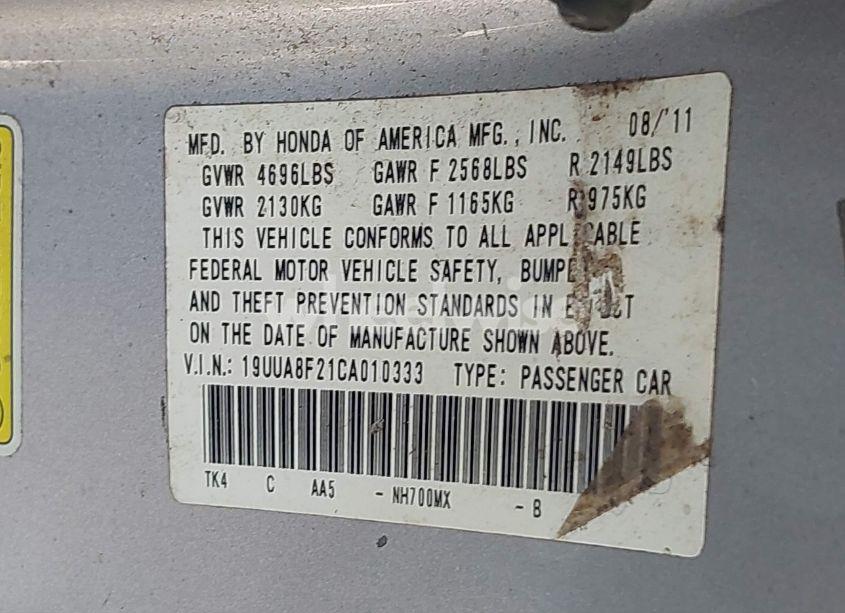 MFD. BY HONDA OF AMERICA MFG., INC. 08/'11
GVWR 4696LBS GAWR F 2568LBS R 2149LBS
GVWR 2130KG GAWR F 1165KG R 975KG
THIS VEHICLE CONFORMS TO ALL APPLICABLE
FEDERAL MOTOR VEHICLE SAFETY, BUMPE
AND THEFT PREVENTION STANDARDS IN EFFECT
ON THE DATE OF MANUFACTURE SHOWN ABOVE.
V.I.N.: 19UUA8F21CA010333 TYPE: PASSENGER CAR
TK4 C AA5 - NH700MX - B